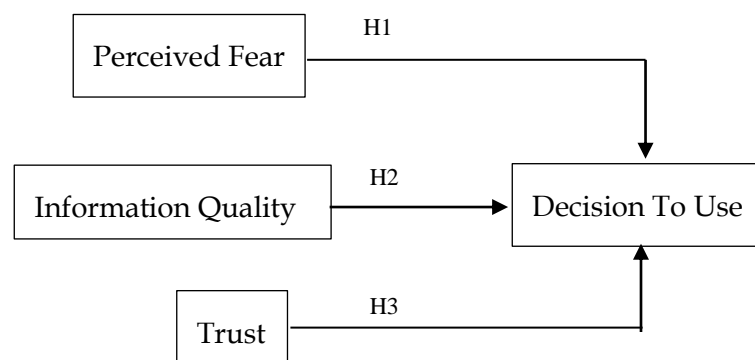 H1
Perceived Fear
H2
Information Quality
Decision To Use
H3
Trust